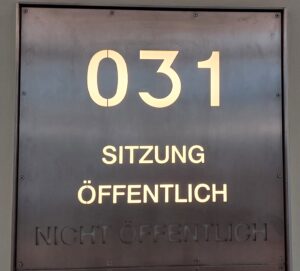 031
SITZUNG
ÖFFENTLICH
NICHT ÖFFENTLICH